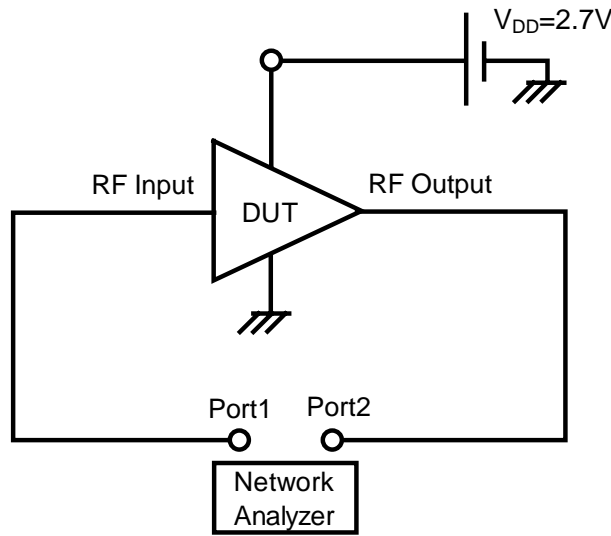 VDD=2.7V
RF Input
RF Output
DUT
Port1
Port2
Network
Analyzer